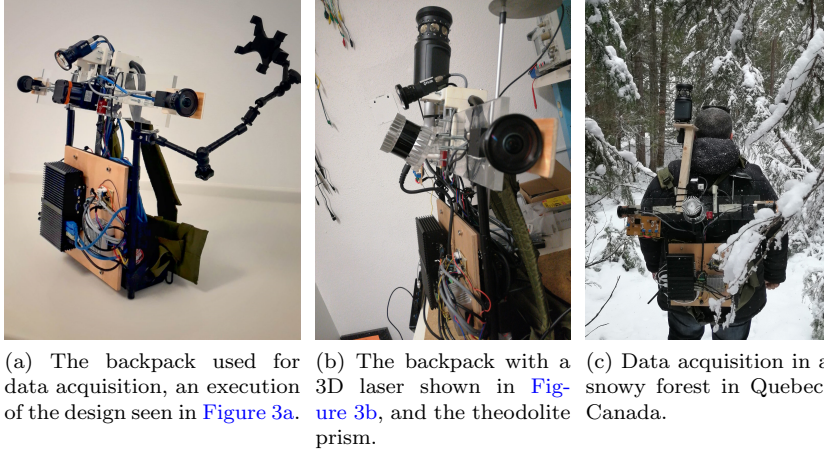 (a) The backpack used for
data acquisition, an execution
of the design seen in Figure 3a.
(b) The backpack with a
3D laser shown in Fig-
ure 3b, and the theodolite
prism.
(c) Data acquisition in a
snowy forest in Quebec
Canada.